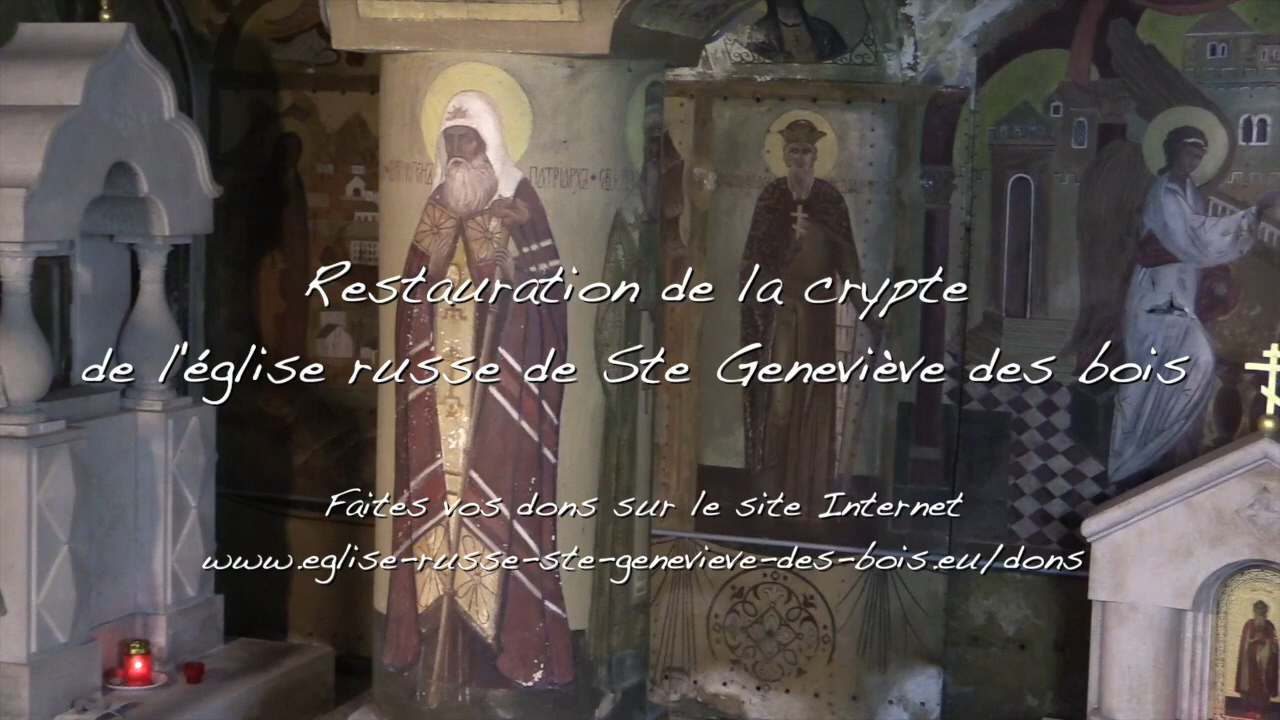 ПАТРІАРХЪ
Restauration de la crypte
de l'église russe de Ste Geneviève des bois
Faites vos dons sur le site Internet
www.eglise-russe-ste-genevieve-des-bois.eu/dons